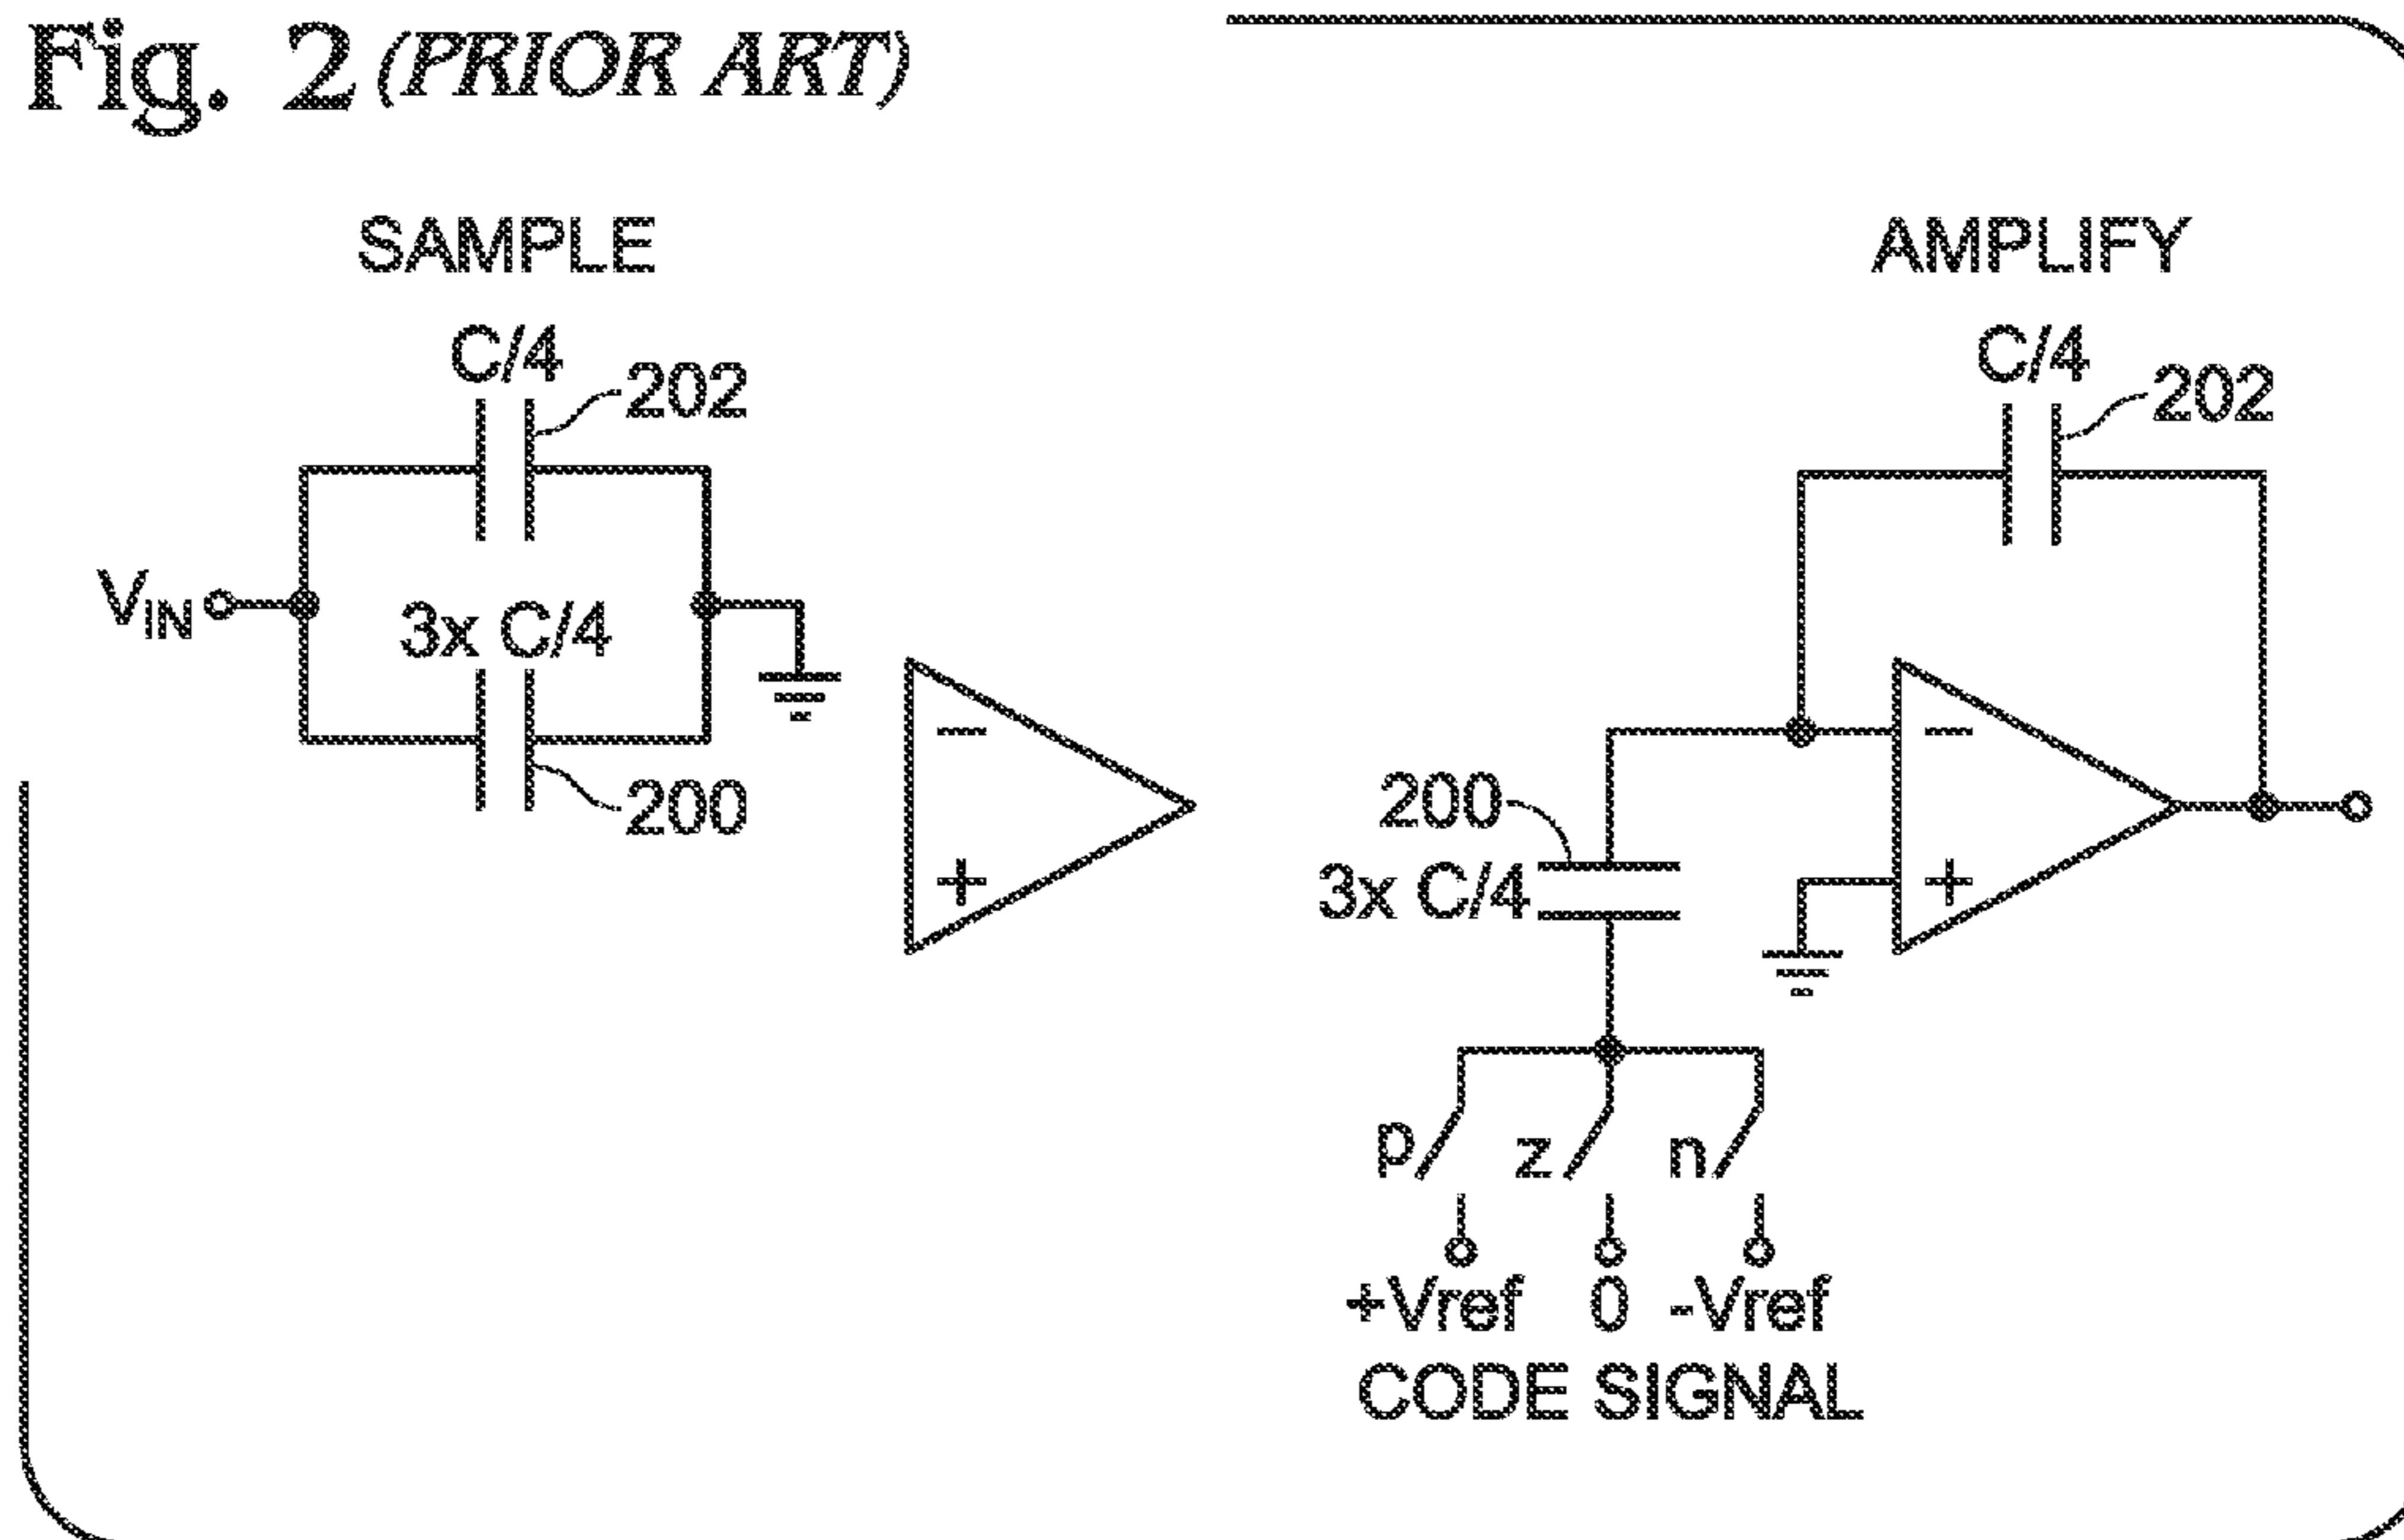 Fig. 2 (PRIOR ART)
SAMPLE
C/4
202
VIN
3x C/4
200
−
+
AMPLIFY
C/4
202
200
3x C/4
−
+
p z n
+Vref 0 -Vref
CODE SIGNAL